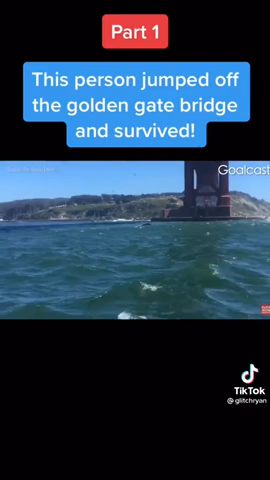 Part 1
This person jumped off
the golden gate bridge
and survived!
Goalcast
TikTok
@glitchryan